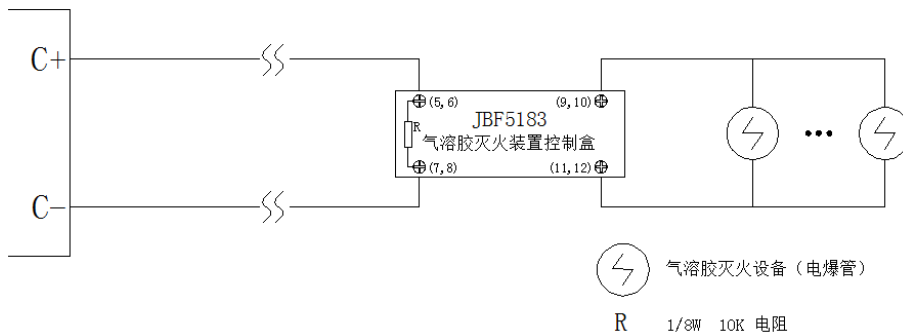 C+
(5,6)
(9,10)
JBF5183
R
气溶胶灭火装置控制盒
(7,8)
(11,12)
C-
气溶胶灭火设备(电爆管)
R 1/8W 10K 电阻